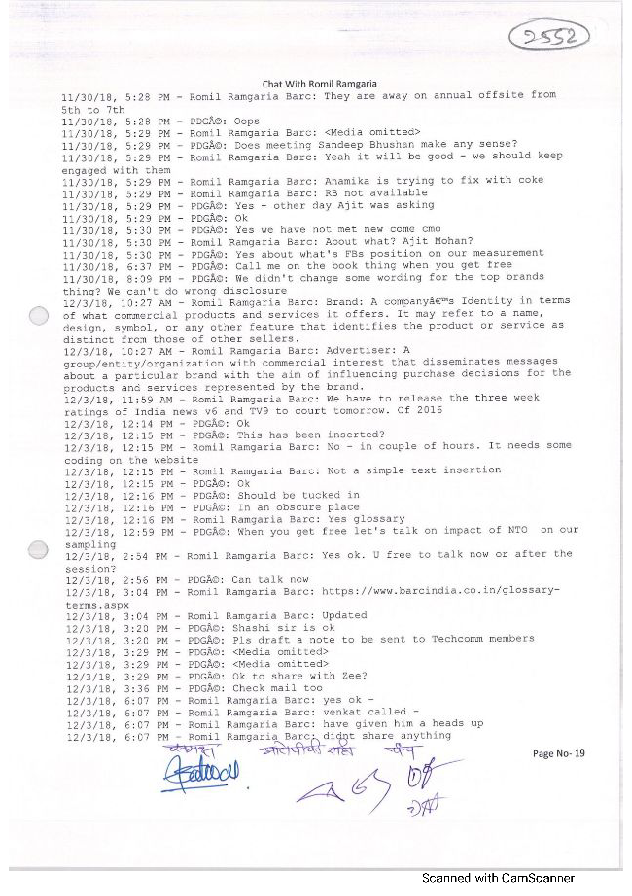 2552
Chat With Romil Ramgaria
11/30/18, 5:28 PM - Romil Ramgaria Barc: They are away on annual offsite from
5th to 7th
11/30/18, 5:28 PM - PDGÂ©: Oops
11/30/18, 5:29 PM - Romil Ramgaria Barc: <Media omitted>
11/30/18, 5:29 PM - PDGÂ©: Does meeting Sandeep Bhushan make any sense?
11/30/18, 5:29 PM - Romil Ramgaria Barc: Yeah it will be good - we should keep
engaged with them
11/30/18, 5:29 PM - Romil Ramgaria Barc: Anamika is trying to fix with coke
11/30/18, 5:29 PM - Romil Ramgaria Barc: RS not available
11/30/18, 5:29 PM - PDGÂ©: Yes - other day Ajit was asking
11/30/18, 5:29 PM - PDGÂ©: Ok
11/30/18, 5:30 PM - PDGÂ©: Yes ve have not met new come cmo
11/30/18, 5:30 PM - Romil Ramgaria Barc: About what? Ajit Mohan?
11/30/18, 5:30 PM - PDGÂ©: Yes about what's FBs position on our measurement
11/30/18, 6:37 PM - PDGÂ©: Call me on the book thing when you get free
11/30/18, 8:09 PM - PDGÂ©: We didn't change some wording for the top brands
thing? We can't do wrong disclosure
12/3/18, 10:27 AM - Romil Ramgaria Barc: Brand: A companyâ€™s Identity in terms
of what commercial products and services it offers. It may refer to a name,
design, symbol, or any other feature that identifies the product or service as
distinct from those of other sellers.
12/3/18, 10:27 AM - Romil Ramgaria Barc: Advertiser: A
group/entity/organization with commercial interest that disseminates messages
about a particular brand with the aim of influencing purchase decisions for the
products and services represented by the brand.
12/3/18, 11:59 AM - Romil Ramgaria Barc: We have to release the three week
ratings of India news v6 and TV9 to court tomorrow. Cf 2016
12/3/18, 12:14 PM - PDGÂ©: Ok
12/3/18, 12:15 PM - PDGÂ©: This has been inserted?
12/3/18, 12:15 PM - Romil Ramgaria Barc: No - in couple of hours. It needs some
coding on the website
12/3/18, 12:15 PM - Romil Ramgaria Barc: Not a simple text insertion
12/3/18, 12:15 PM - PDGÂ©: Ok
12/3/18, 12:16 PM - PDGÂ©: Should be tucked in
12/3/18, 12:16 PM - PDGÂ©: In an obscure place
12/3/18, 12:16 PM - Romil Ramgaria Barc: Yes glossary
12/3/18, 12:59 PM - PDGÂ©: When you get free let's talk on impact of NTO on our
sampling
12/3/18, 2:54 PM - Romil Ramgaria Barc: Yes ok. U free to talk now or after the
session?
12/3/18, 2:56 PM - PDGÂ©: Can talk now
12/3/18, 3:04 PM - Romil Ramgaria Barc: https://www.barcindia.co.in/glossary-
terms.aspx
12/3/18, 3:04 PM - Romil Ramgaria Barc: Updated
12/3/18, 3:20 PM - PDGÂ©: Shashi sir is ok
12/3/18, 3:20 PM - PDGÂ©: Pls draft a note to be sent to Techcomm members
12/3/18, 3:29 PM - PDGÂ©: <Media omitted>
12/3/18, 3:29 PM - PDGÂ©: <Media omitted>
12/3/18, 3:29 PM - PDGÂ©: Ok to share with Zee?
12/3/18, 3:36 PM - PDGÂ©: Check mail too
12/3/18, 6:07 PM - Romil Ramgaria Barc: yes ok -
12/3/18, 6:07 PM - Romil Ramgaria Barc: venkat called -
12/3/18, 6:07 PM - Romil Ramgaria Barc: have given him a heads up
12/3/18, 6:07 PM - Romil Ramgaria Barc: didnt share anything
पंच
Page No- 19
Scanned with CamScanner